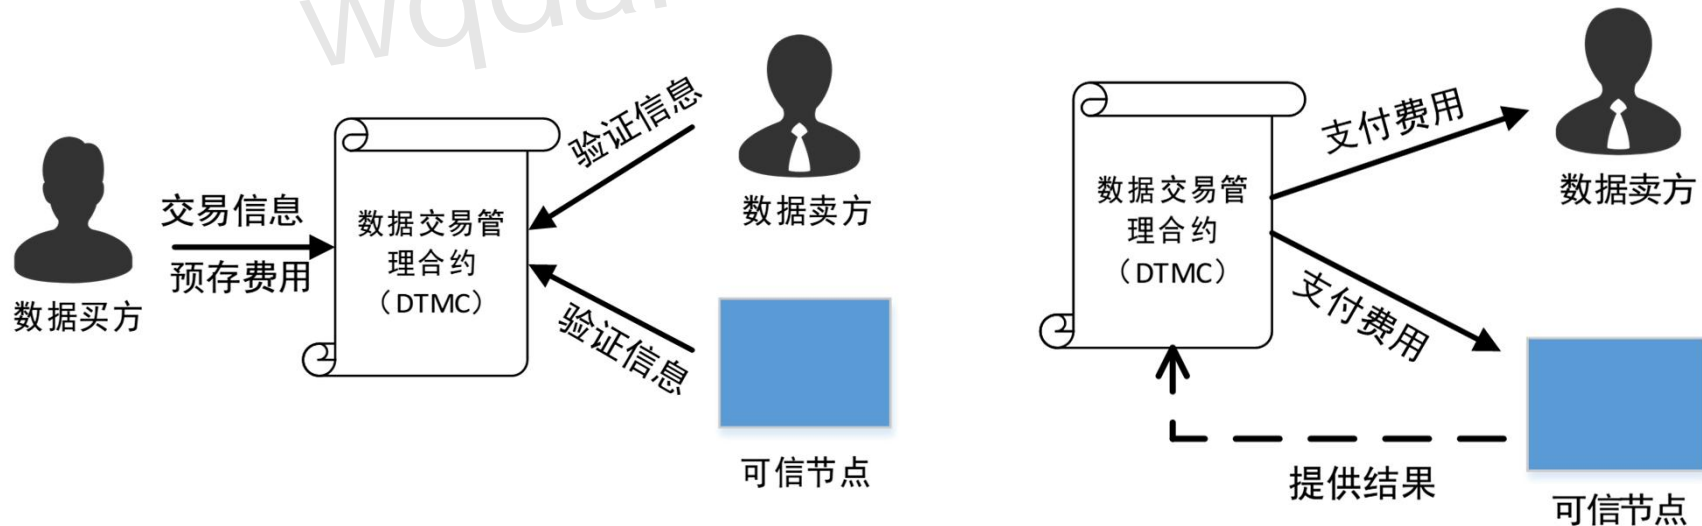 交易信息
预存费用
数据买方
数据交易管
理合约
（DTMC）
验证信息
数据卖方
验证信息
可信节点
数据交易管
理合约
（DTMC）
支付费用
数据卖方
支付费用
提供结果
可信节点